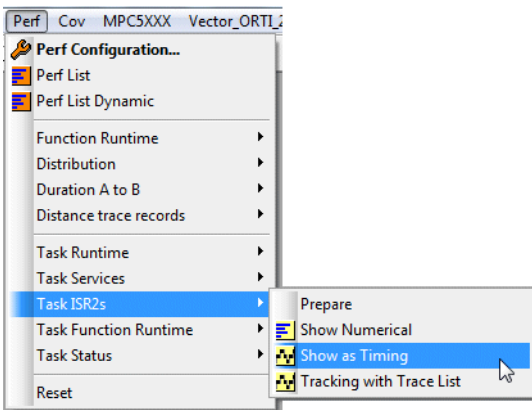 Perf Cov MPC5XXX Vector_ORTI_2
Perf Configuration...
Perf List
Perf List Dynamic
Function Runtime
Distribution
Duration A to B
Distance trace records
Task Runtime
Task Services
Task ISR2s
Task Function Runtime
Task Status
Reset
Prepare
Show Numerical
Show as Timing
Tracking with Trace List